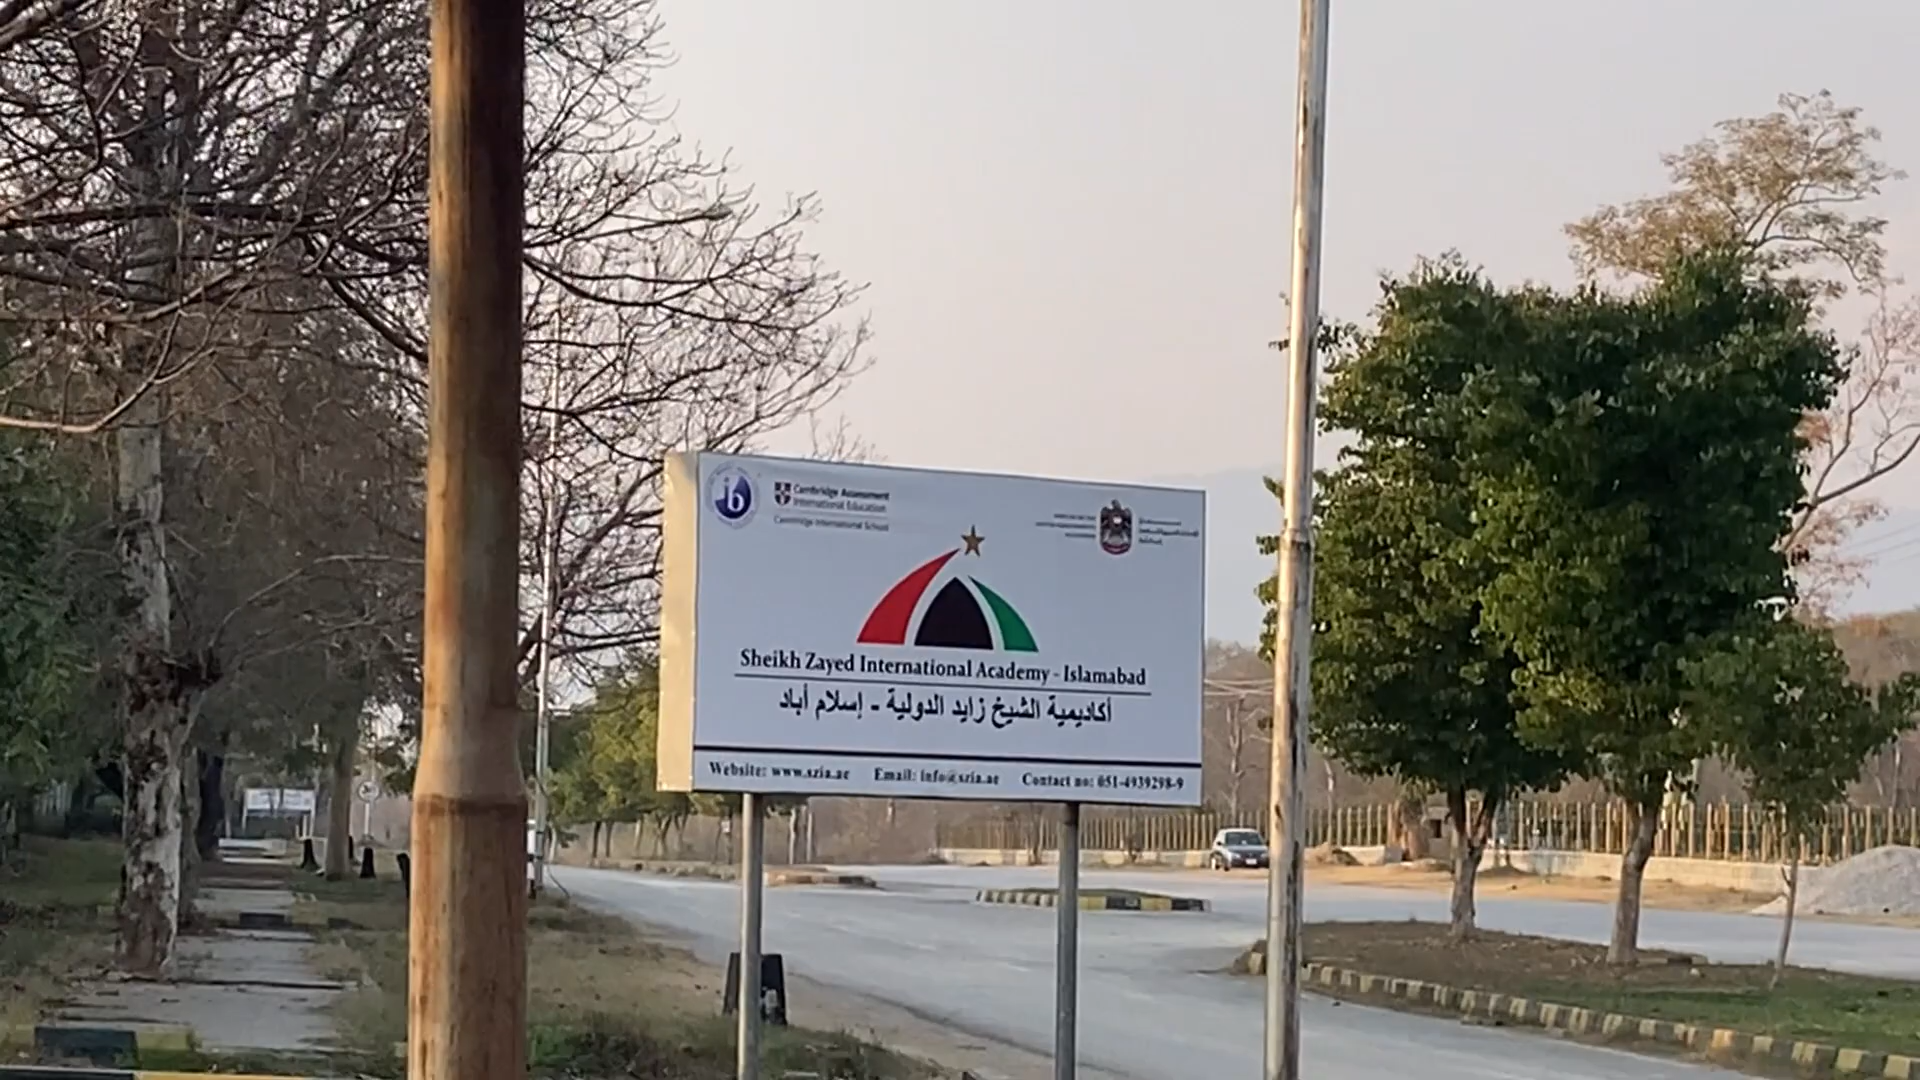 ib
Cambridge Assessment
International Education
Cambridge International School
Sheikh Zayed International Academy - Islamabad
أكاديمية الشيخ زايد الدولية - إسلام أباد
Website: www.szia.ae Email: info@szia.ae Contact no: 051-4939298-9